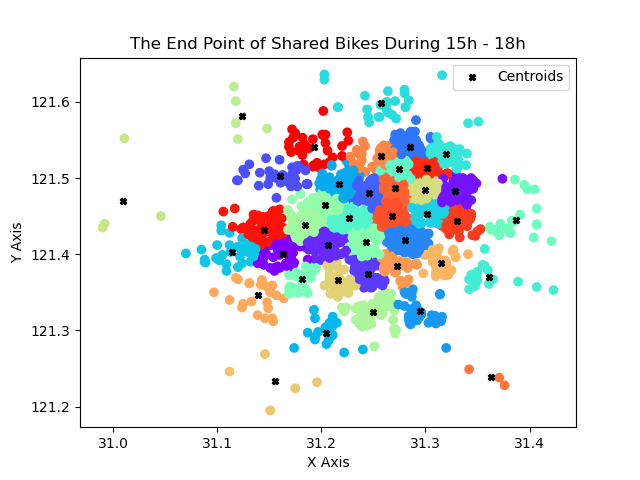 The End Point of Shared Bikes During 15h - 18h
Centroids
121.6
121.5
121.4
121.3
121.2
Y Axis
31.0 31.1 31.2 31.3 31.4
X Axis